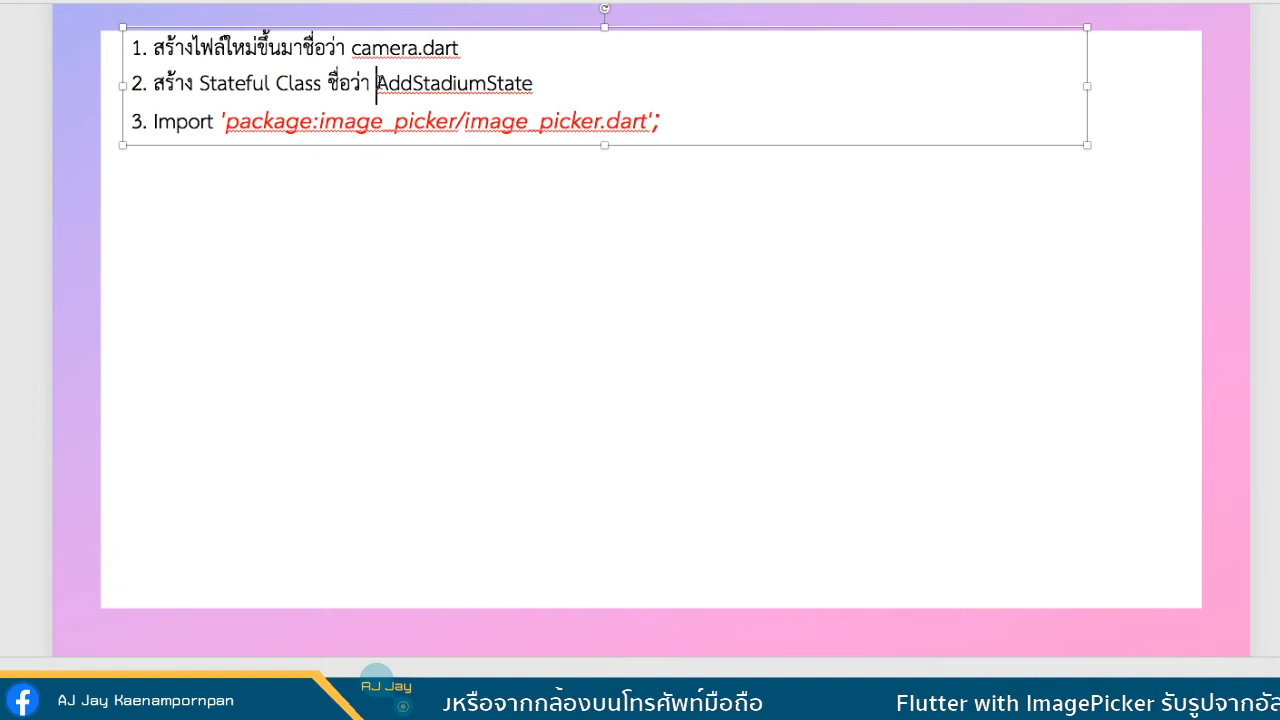 1. สร้างไฟล์ใหม่ขึ้นมาชื่อว่า camera.dart
2. สร้าง Stateful Class ชื่อว่า AddStadiumState
3. Import 'package:image_picker/image_picker.dart';
AJ Jay Kaenampornpan
AJ Jay
หรือจากกล้องบนโทรศัพท์มือถือ
Flutter with ImagePicker รับรูปจากอั